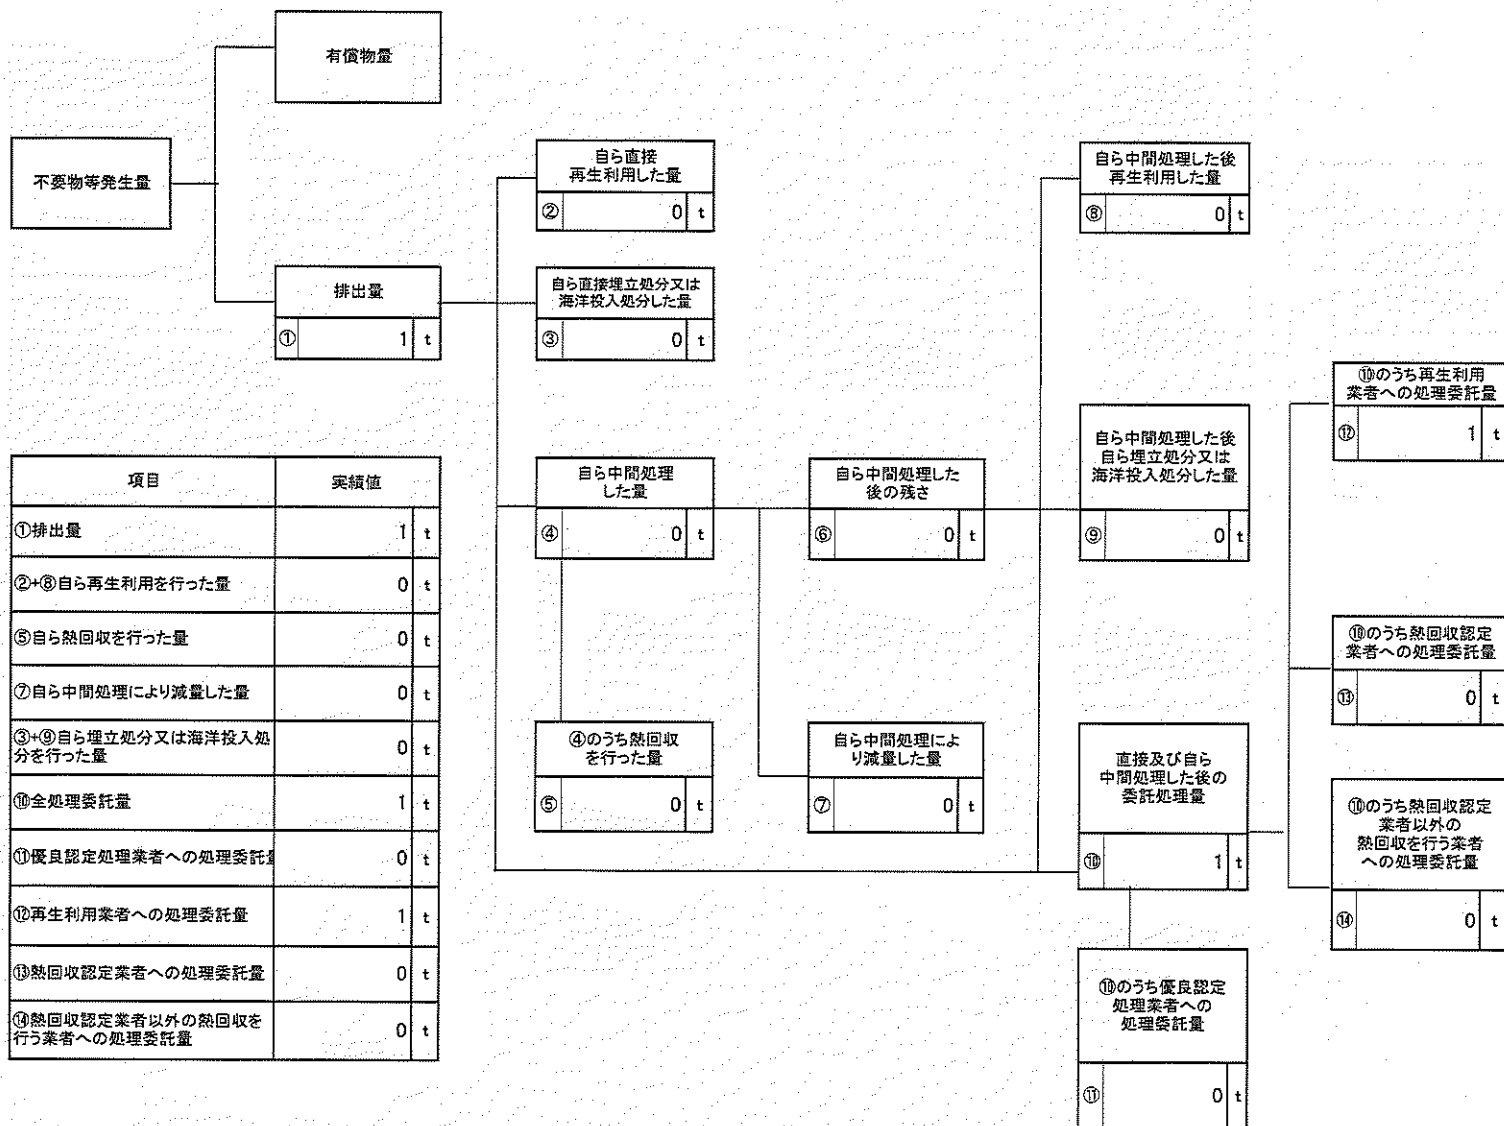 有償物量
不要物等発生量
排出量
① 1 t
自ら直接
再生利用した量
② 0 t
自ら直接埋立処分又は
海洋投入処分した量
③ 0 t
自ら中間処理
した量
④ 0 t
④のうち熱回収
を行った量
⑤ 0 t
自ら中間処理した
後の残さ
⑥ 0 t
自ら中間処理によ
り減量した量
⑦ 0 t
自ら中間処理した後
再生利用した量
⑧ 0 t
自ら中間処理した後
自ら埋立処分又は
海洋投入処分した量
⑨ 0 t
直接及び自ら
中間処理した後の
委託処理量
⑩ 1 t
⑩のうち優良認定
処理業者への
処理委託量
⑪ 0 t
⑩のうち再生利用
業者への処理委託量
⑫ 1 t
⑩のうち熱回収認定
業者への処理委託量
⑬ 0 t
⑩のうち熱回収認定
業者以外の
熱回収を行う業者
への処理委託量
⑭ 0 t
項目 実績値
①排出量 1 t
②+⑧自ら再生利用を行った量 0 t
⑤自ら熱回収を行った量 0 t
⑦自ら中間処理により減量した量 0 t
③+⑨自ら埋立処分又は海洋投入処
分を行った量 0 t
⑩全処理委託量 1 t
⑪優良認定処理業者への処理委託量 0 t
⑫再生利用業者への処理委託量 1 t
⑬熱回収認定業者への処理委託量 0 t
⑭熱回収認定業者以外の熱回収を
行う業者への処理委託量 0 t